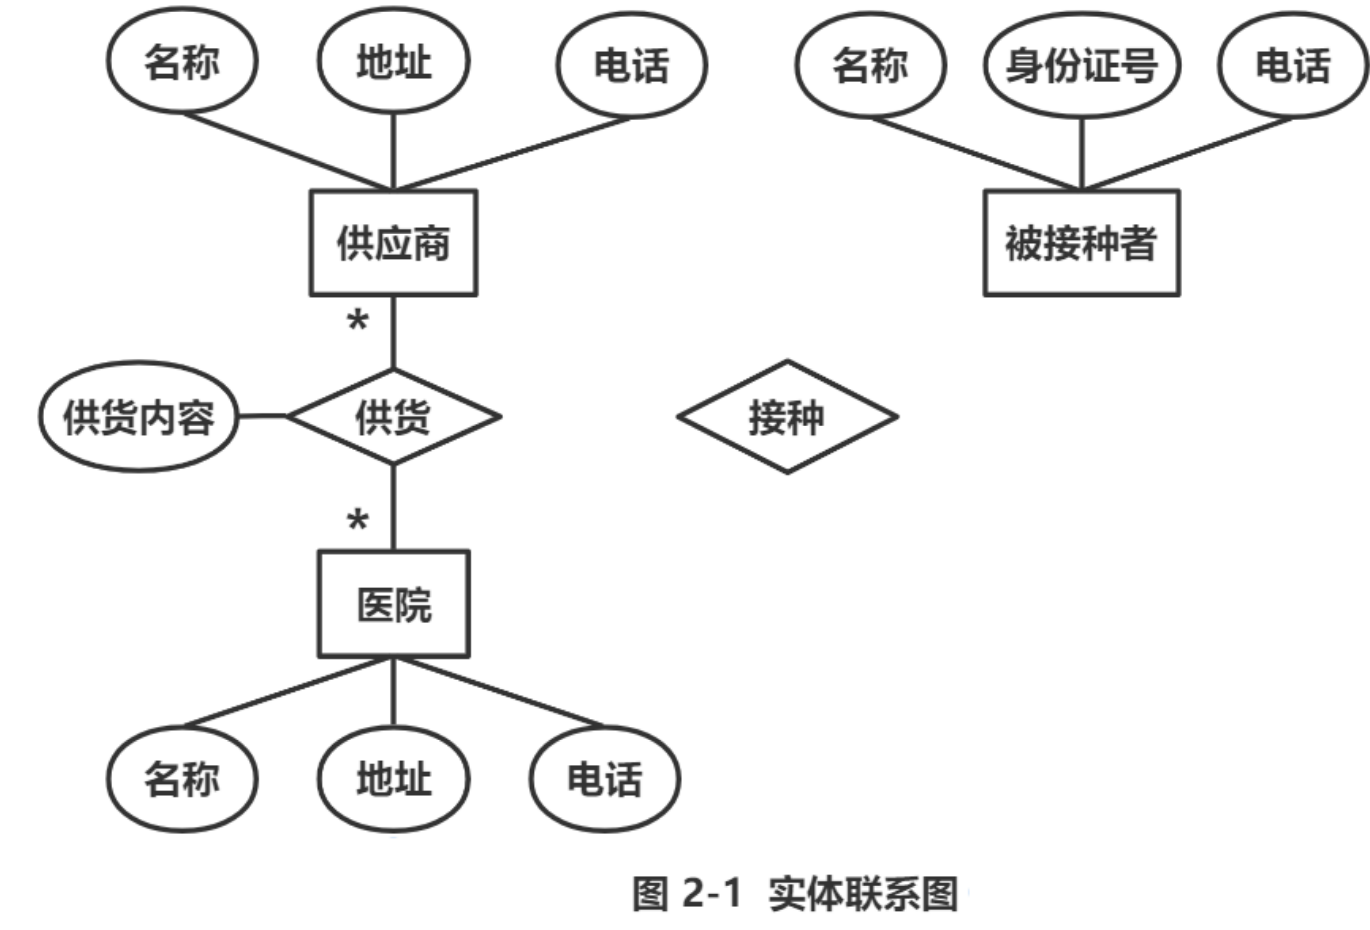 名称 地址 电话 名称 身份证号 电话
供应商 被接种者
*
供货内容 供货 接种
*
医院
名称 地址 电话
图 2-1 实体联系图